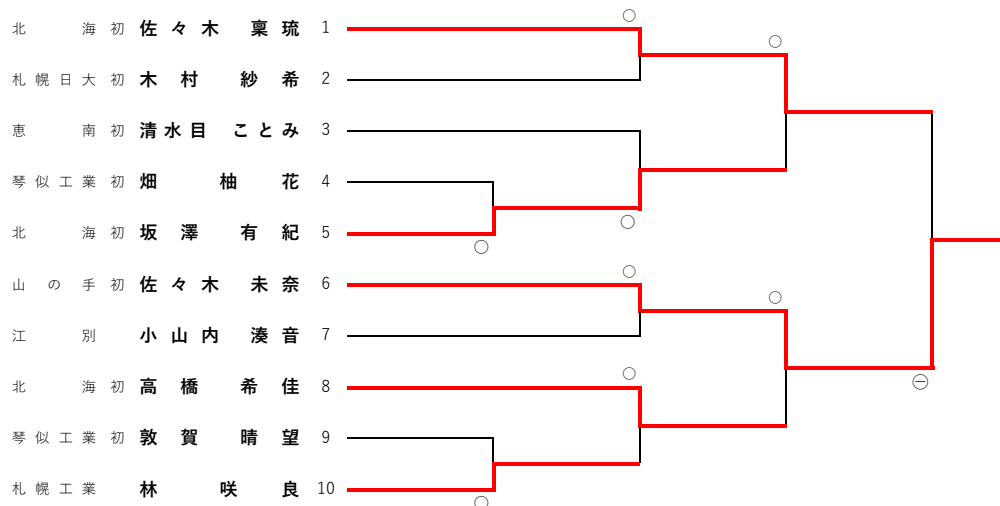 北海 初 佐々木 稟琉 1
札幌日大 初 木村 紗希 2
恵南 初 清水目 ことみ 3
琴似工業 初 畑 柚花 4
北海 初 坂澤 有紀 5
山の手 初 佐々木 未奈 6
江別 小山内 湊音 7
北海 初 高橋 希佳 8
琴似工業 初 敦賀 晴望 9
札幌工業 林 咲良 10